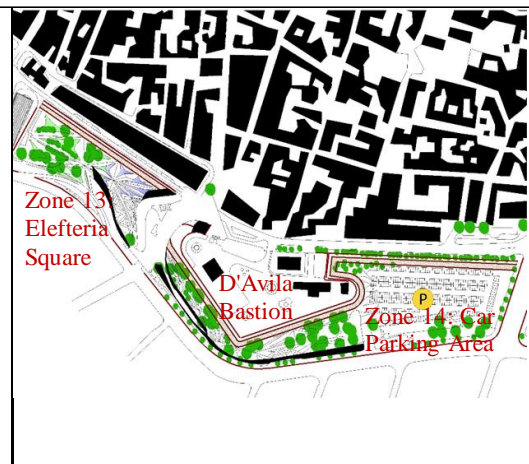 Zone 13:
Elefteria
Square
D'Avila
Bastion
P
Zone 14: Car
Parking Area